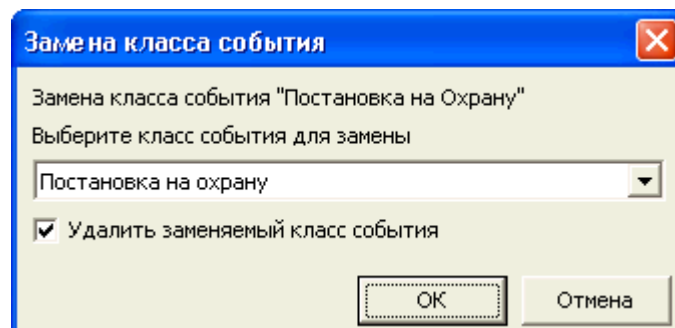 Замена класса события
Замена класса события "Постановка на Охрану"
Выберите класс события для замены
Постановка на охрану
Удалить заменяемый класс события
ОК
Отмена